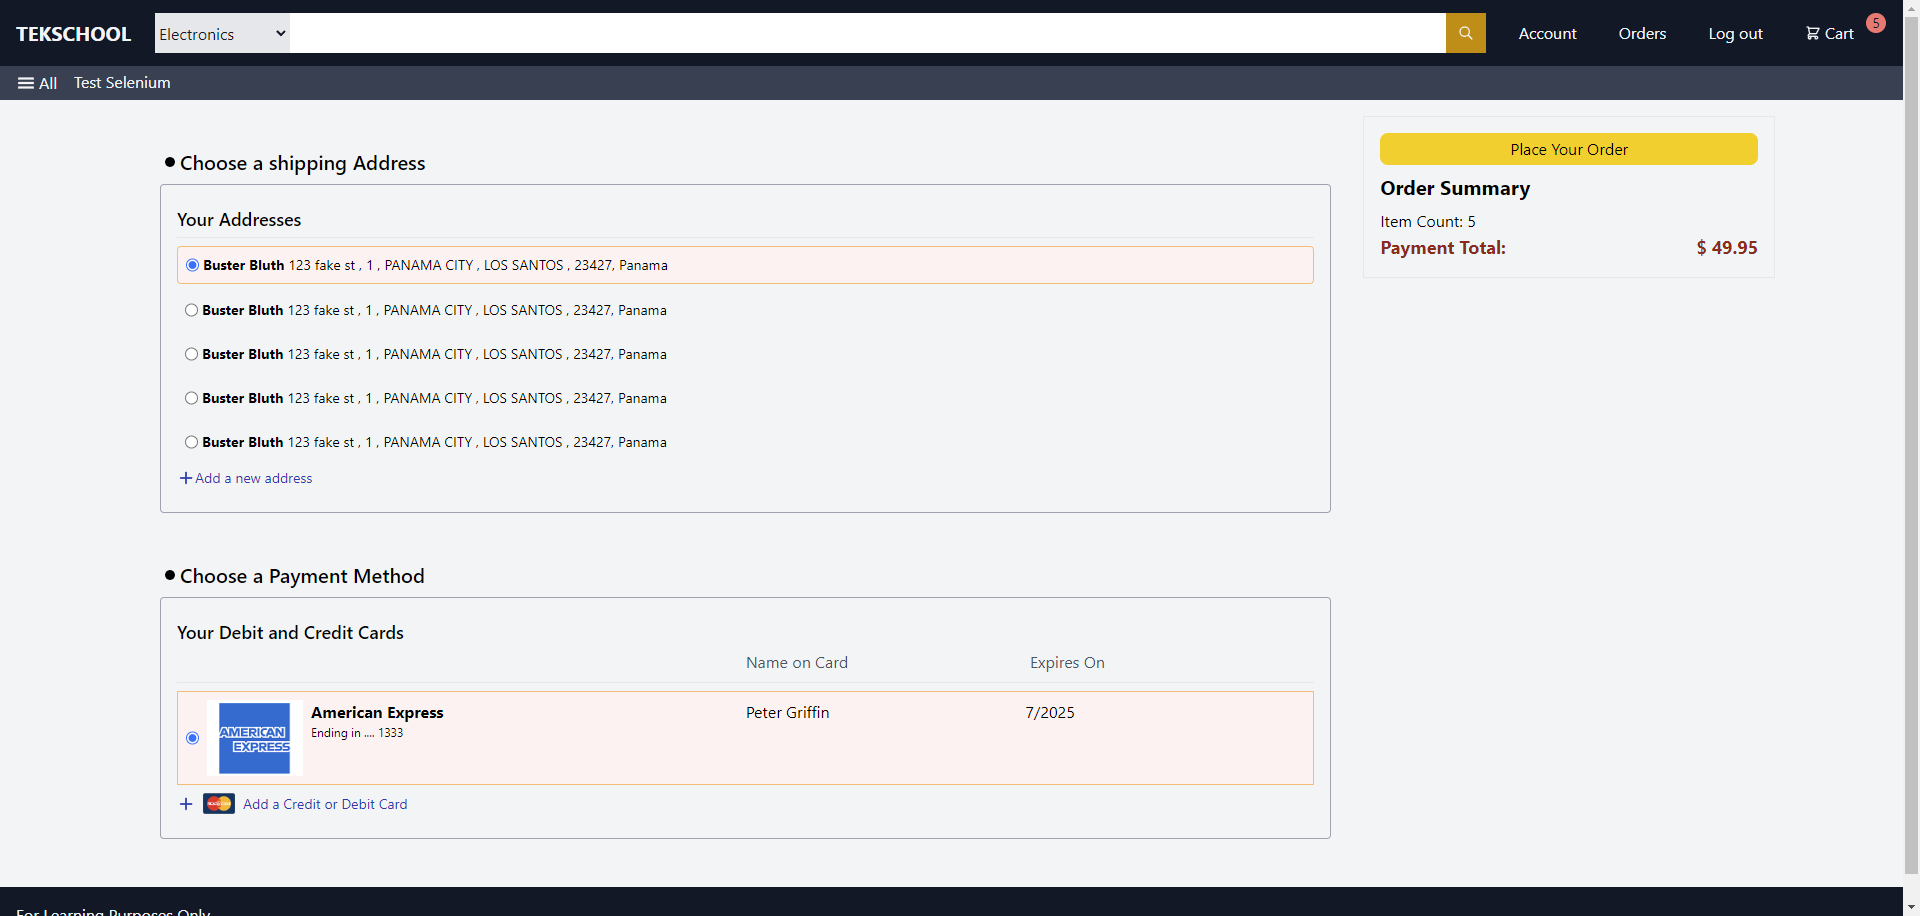 TEKSCHOOL Electronics Account Orders Log out Cart 5
All Test Selenium
Choose a shipping Address
Your Addresses
Buster Bluth 123 fake st , 1 , PANAMA CITY , LOS SANTOS , 23427, Panama
Buster Bluth 123 fake st , 1 , PANAMA CITY , LOS SANTOS , 23427, Panama
Buster Bluth 123 fake st , 1 , PANAMA CITY , LOS SANTOS , 23427, Panama
Buster Bluth 123 fake st , 1 , PANAMA CITY , LOS SANTOS , 23427, Panama
Buster Bluth 123 fake st , 1 , PANAMA CITY , LOS SANTOS , 23427, Panama
Add a new address
Choose a Payment Method
Your Debit and Credit Cards
Name on Card Expires On
AMERICAN
EXPRESS
American Express Peter Griffin 7/2025
Ending in .... 1333
Add a Credit or Debit Card
Place Your Order
Order Summary
Item Count: 5
Payment Total: $ 49.95
For Learning Purposes Only